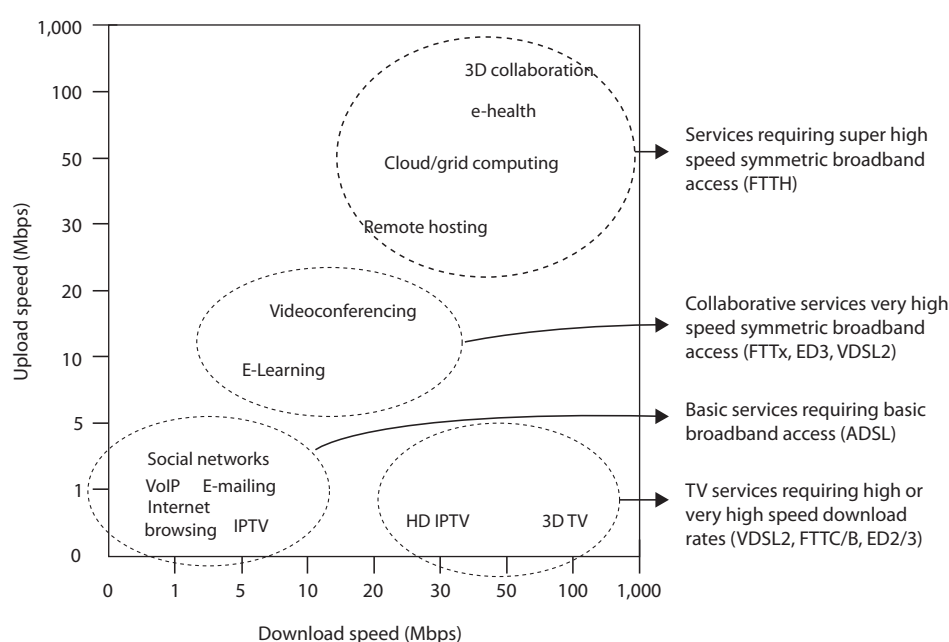 1,000
100
50
30
20
10
5
1
0
Upload speed (Mbps)
3D collaboration
e-health
Cloud/grid computing
Remote hosting
Videoconferencing
E-Learning
Social networks
VoIP E-mailing
Internet
browsing
IPTV
HD IPTV
3D TV
Services requiring super high
speed symmetric broadband
access (FTTH)
Collaborative services very high
speed symmetric broadband
access (FTTx, ED3, VDSL2)
Basic services requiring basic
broadband access (ADSL)
TV services requiring high or
very high speed download
rates (VDSL2, FTTC/B, ED2/3)
0 1 5 10 20 30 50 100 1,000
Download speed (Mbps)